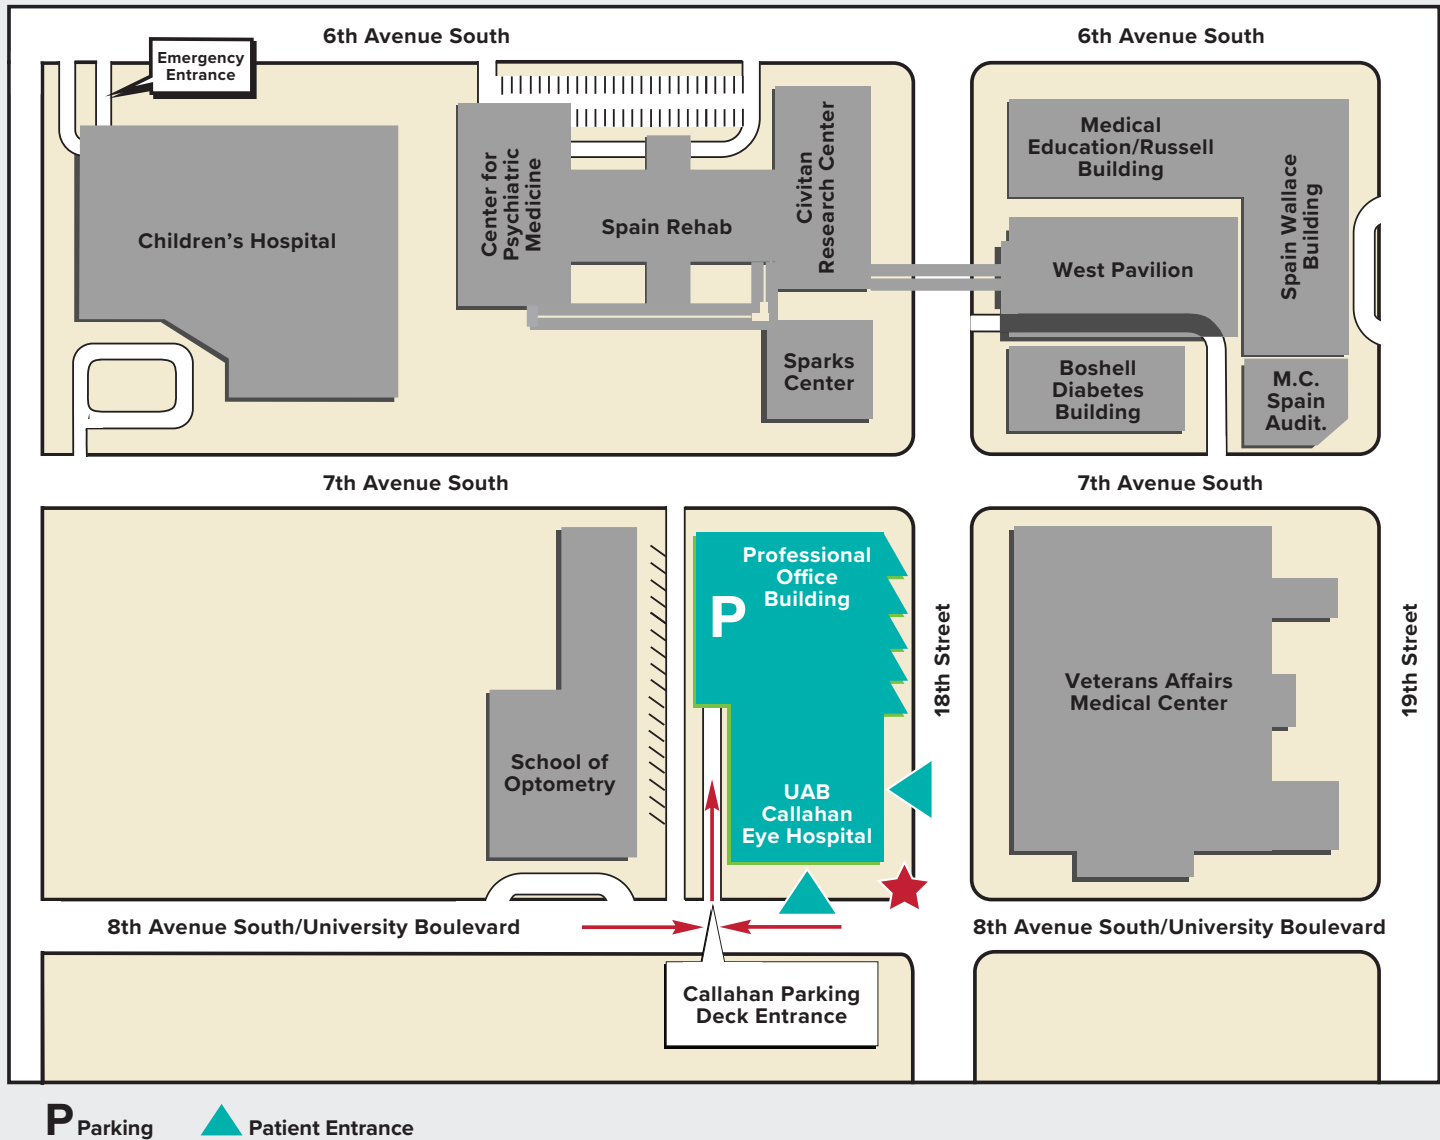 6th Avenue South
6th Avenue South
Emergency
Entrance
Children's Hospital
Center for
Psychiatric
Medicine
Spain Rehab
Civitan
Research Center
Sparks
Center
Medical
Education/Russell
Building
Spain Wallace
Building
West Pavilion
Boshell
Diabetes
Building
M.C.
Spain
Audit.
7th Avenue South
7th Avenue South
Professional
Office
Building
P
18th Street
19th Street
Veterans Affairs
Medical Center
School of
Optometry
UAB
Callahan
Eye Hospital
8th Avenue South/University Boulevard
8th Avenue South/University Boulevard
Callahan Parking
Deck Entrance
P Parking
Patient Entrance